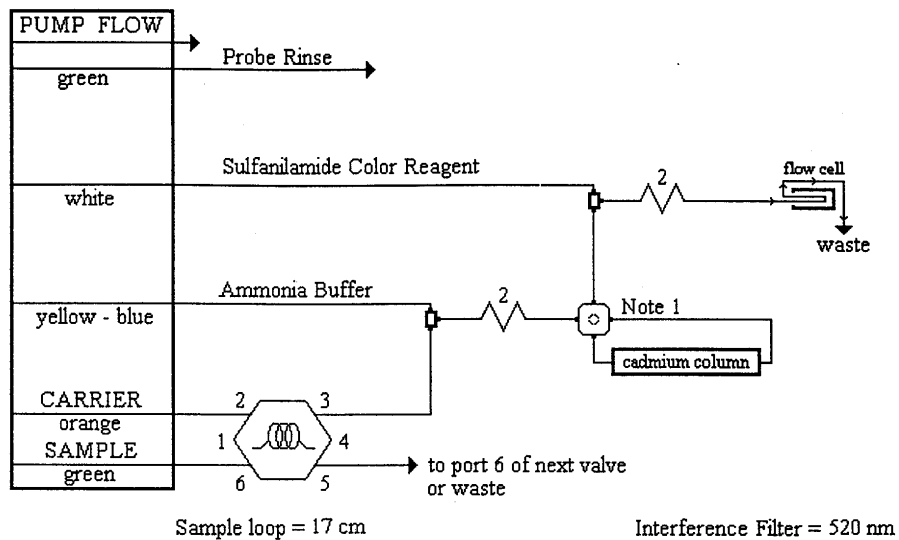 PUMP FLOW
Probe Rinse
green
Sulfanilamide Color Reagent
white
2
flow cell
waste
Ammonia Buffer
yellow - blue
2
Note 1
cadmium column
CARRIER
orange
2
3
1
4
SAMPLE
green
6
5
to port 6 of next valve
or waste
Sample loop = 17 cm
Interference Filter = 520 nm